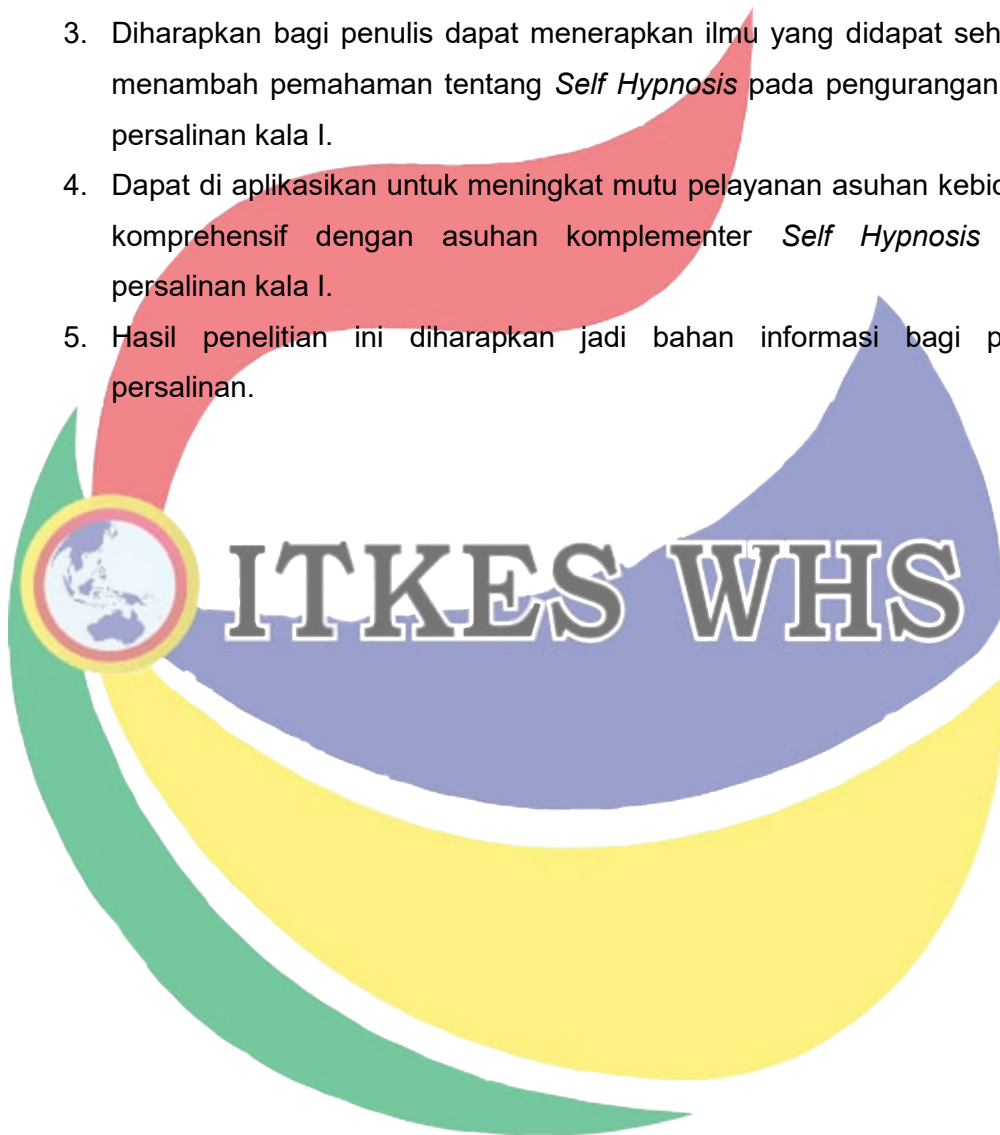 3. Diharapkan bagi penulis dapat menerapkan ilmu yang didapat seh
menambah pemahaman tentang Self Hypnosis pada pengurangan
persalinan kala I.
4. Dapat di aplikasikan untuk meningkat mutu pelayanan asuhan kebid
komprehensif dengan asuhan komplementer Self Hypnosis
persalinan kala I.
5. Hasil penelitian ini diharapkan jadi bahan informasi bagi p
persalinan.
ITKES WHS